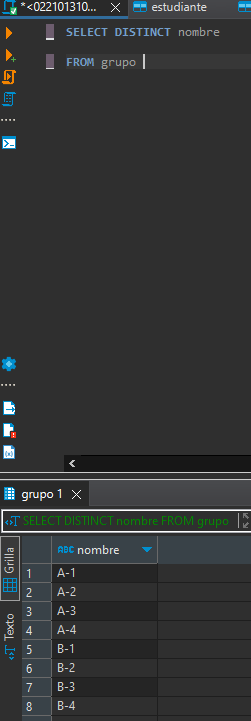 *<022101310...
estudiante
SELECT DISTINCT nombre
FROM grupo
grupo 1
SELECT DISTINCT nombre FROM grupo
Grilla
Texto
ABC nombre
1 A-1
2 A-2
3 A-3
4 A-4
5 B-1
6 B-2
7 B-3
8 B-4